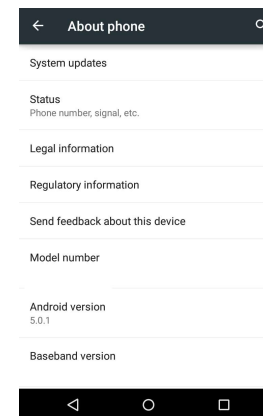 About phone
System updates
Status
Phone number, signal, etc.
Legal information
Regulatory information
Send feedback about this device
Model number
Android version
5.0.1
Baseband version